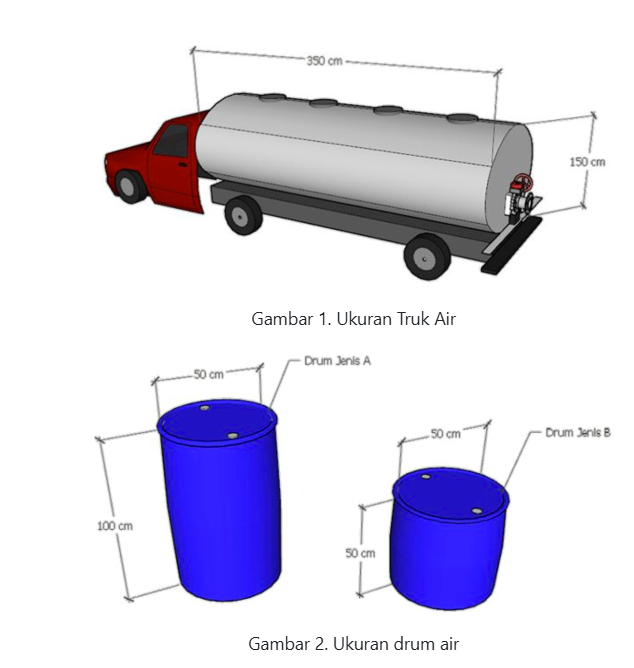 350 cm
150 cm
Gambar 1. Ukuran Truk Air
Drum Jenis A
50 cm
50 cm
Drum Jenis B
100 cm
50 cm
Gambar 2. Ukuran drum air